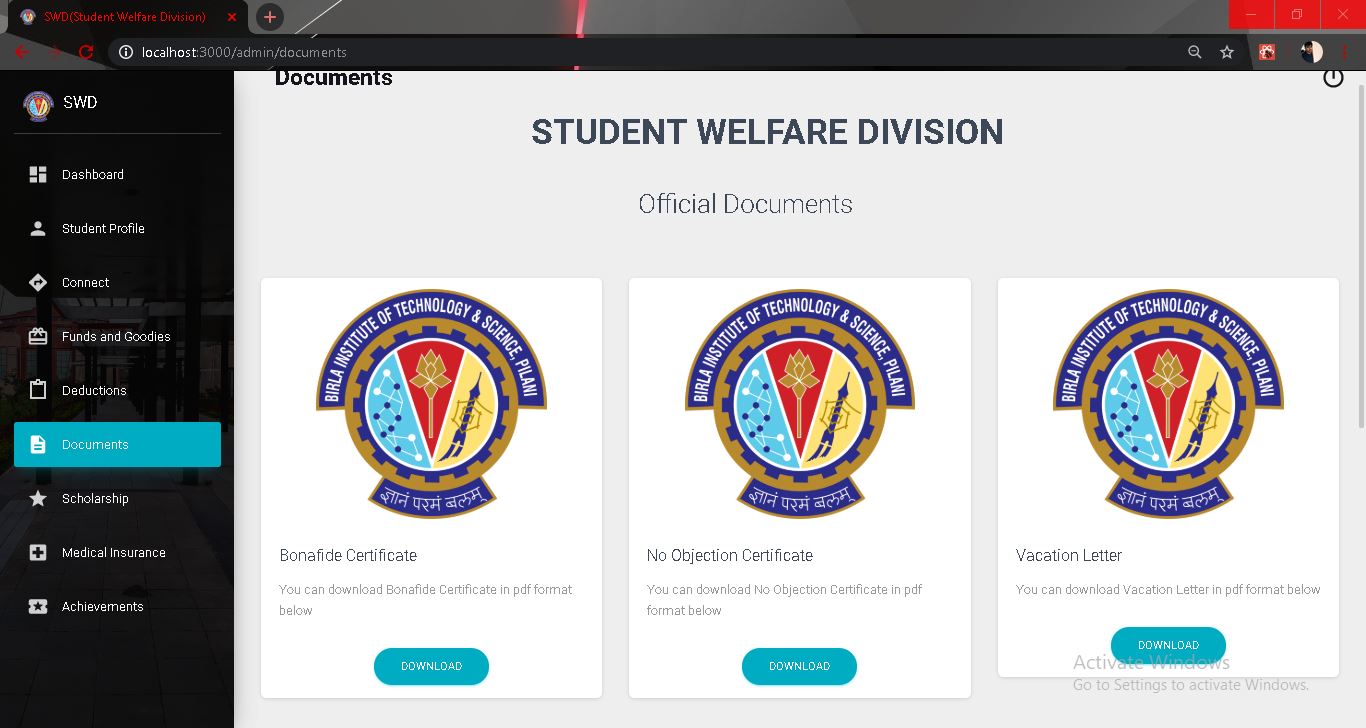 SWD(Student Welfare Division)
localhost:3000/admin/documents
SWD
Dashboard
Student Profile
Connect
Funds and Goodies
Deductions
Documents
Scholarship
Medical Insurance
Achievements
Documents
STUDENT WELFARE DIVISION
Official Documents
BIRLA INSTITUTE OF TECHNOLOGY & SCIENCE, PILANI
ज्ञानं परमं बलम्
Bonafide Certificate
You can download Bonafide Certificate in pdf format
below
DOWNLOAD
BIRLA INSTITUTE OF TECHNOLOGY & SCIENCE, PILANI
ज्ञानं परमं बलम्
No Objection Certificate
You can download No Objection Certificate in pdf
format below
DOWNLOAD
BIRLA INSTITUTE OF TECHNOLOGY & SCIENCE, PILANI
ज्ञानं परमं बलम्
Vacation Letter
You can download Vacation Letter in pdf format below
DOWNLOAD
Activate Windows
Go to Settings to activate Windows.